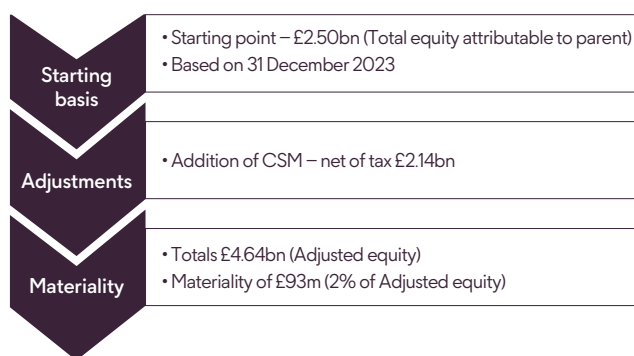 Starting
basis
• Starting point – £2.50bn (Total equity attributable to parent)
• Based on 31 December 2023
Adjustments
• Addition of CSM – net of tax £2.14bn
Materiality
• Totals £4.64bn (Adjusted equity)
• Materiality of £93m (2% of Adjusted equity)